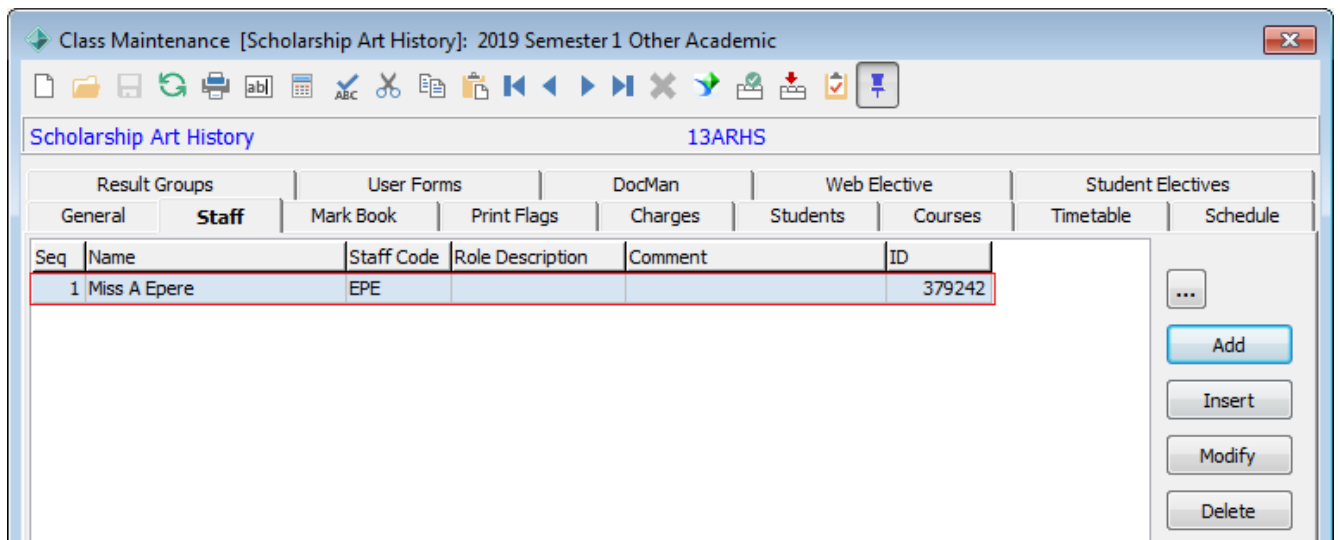 Class Maintenance [Scholarship Art History]: 2019 Semester 1 Other Academic
ab
ABC
Scholarship Art History 13ARHS
Result Groups User Forms DocMan Web Elective Student Electives
General Staff Mark Book Print Flags Charges Students Courses Timetable Schedule
Seq Name Staff Code Role Description Comment ID
1 Miss A Epere EPE 379242
...
Add
Insert
Modify
Delete